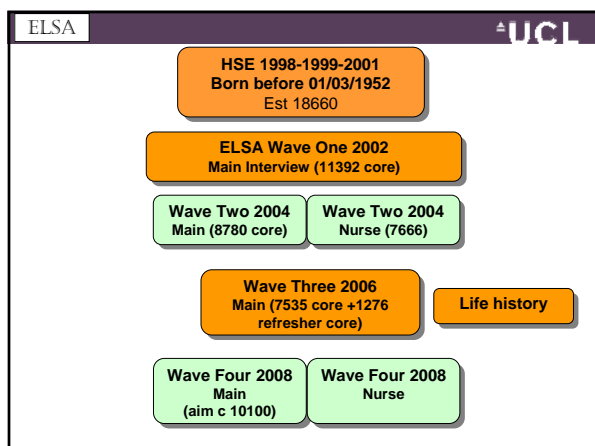 ELSA
UCL
HSE 1998-1999-2001
Born before 01/03/1952
Est 18660
ELSA Wave One 2002
Main Interview (11392 core)
Wave Two 2004
Main (8780 core)
Wave Two 2004
Nurse (7666)
Wave Three 2006
Main (7535 core +1276
refresher core)
Life history
Wave Four 2008
Main
(aim c 10100)
Wave Four 2008
Nurse